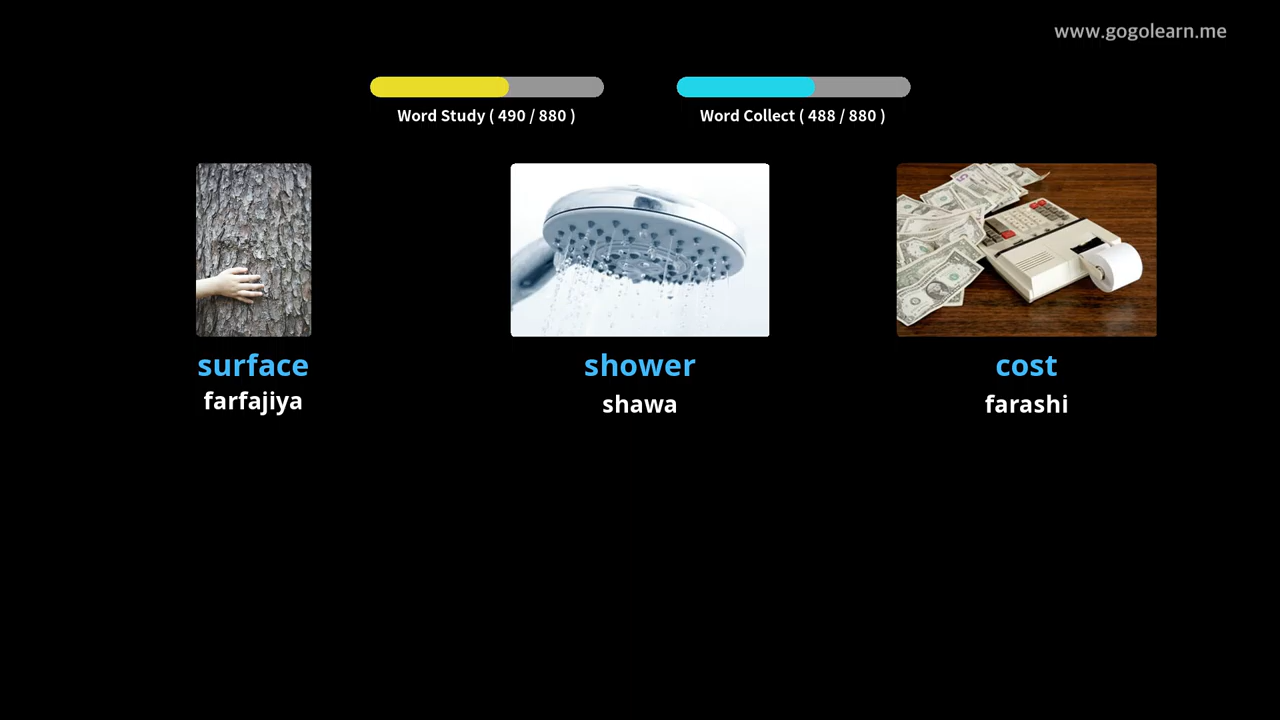 www.gogolearn.me
Word Study ( 490 / 880 )
Word Collect ( 488 / 880 )
surface
farfajiya
shower
shawa
cost
farashi